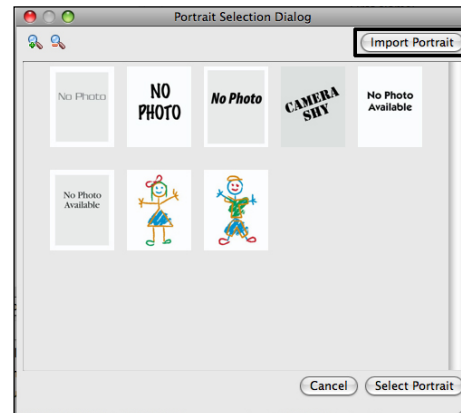 Portrait Selection Dialog
Import Portrait
No Photo
NO
PHOTO
No Photo
CAMERA
SHY
No Photo
Available
No Photo
Available
Cancel
Select Portrait